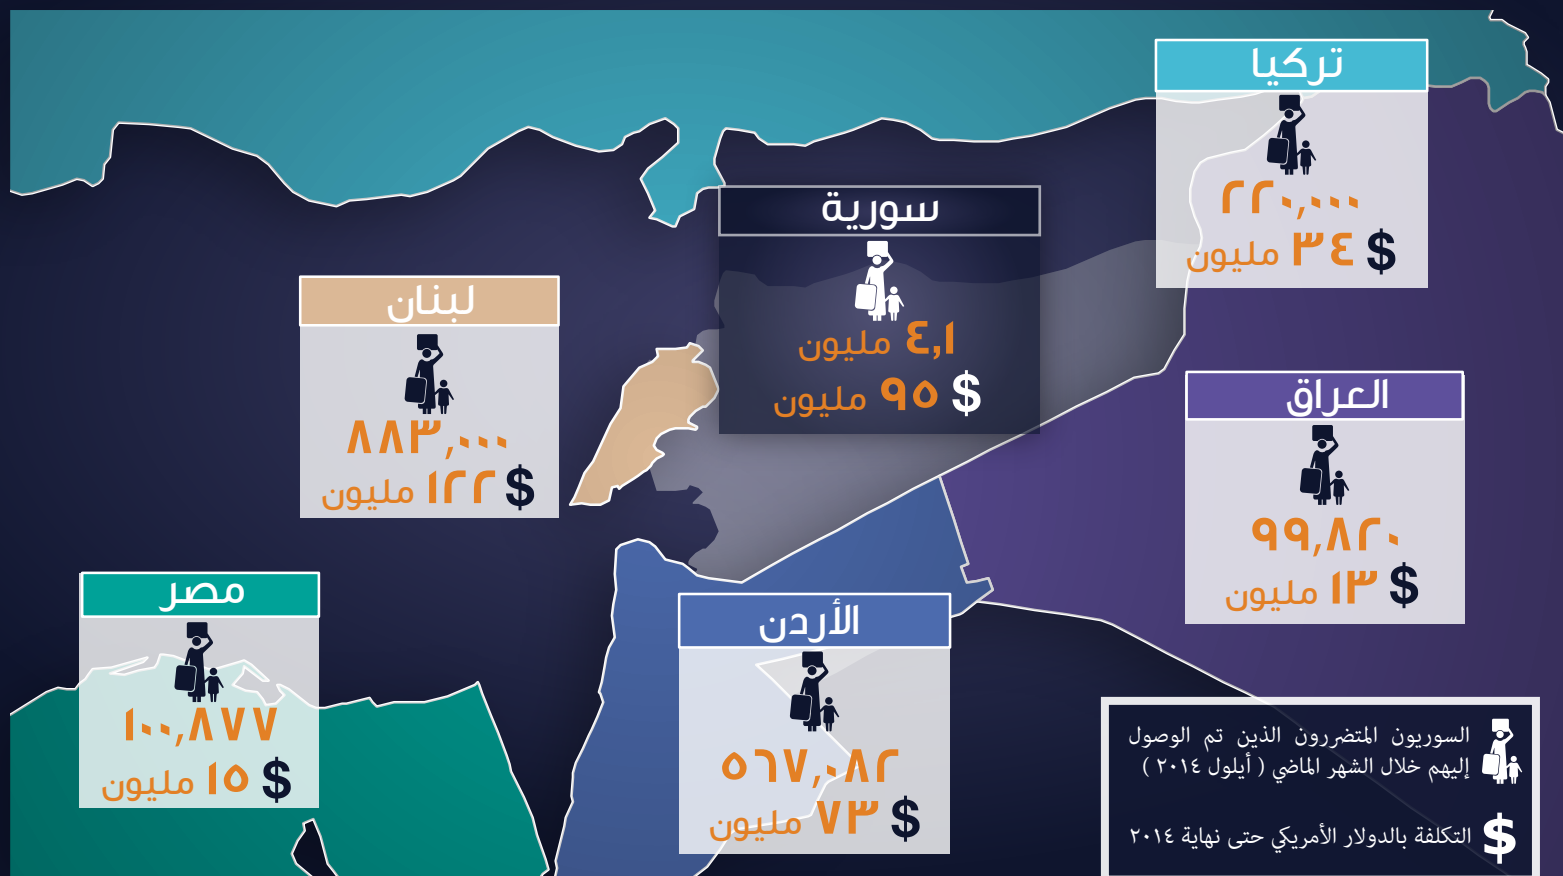 تركيا
٢٢٠,٠٠٠
$ ٣٤ مليون
سورية
٤,١ مليون
$ ٩٥ مليون
لبنان
٨٨٣,٠٠٠
$ ١٢٢ مليون
العراق
٩٩,٨٢٠
$ ١٣ مليون
مصر
١٠٠,٨٧٧
$ ١٥ مليون
الأردن
٥٦٧,٠٨٢
$ ٧٣ مليون
السوريون المتضررون الذين تم الوصول
إليهم خلال الشهر الماضي ( أيلول ٢٠١٤ )
$ التكلفة بالدولار الأمريكي حتى نهاية ٢٠١٤